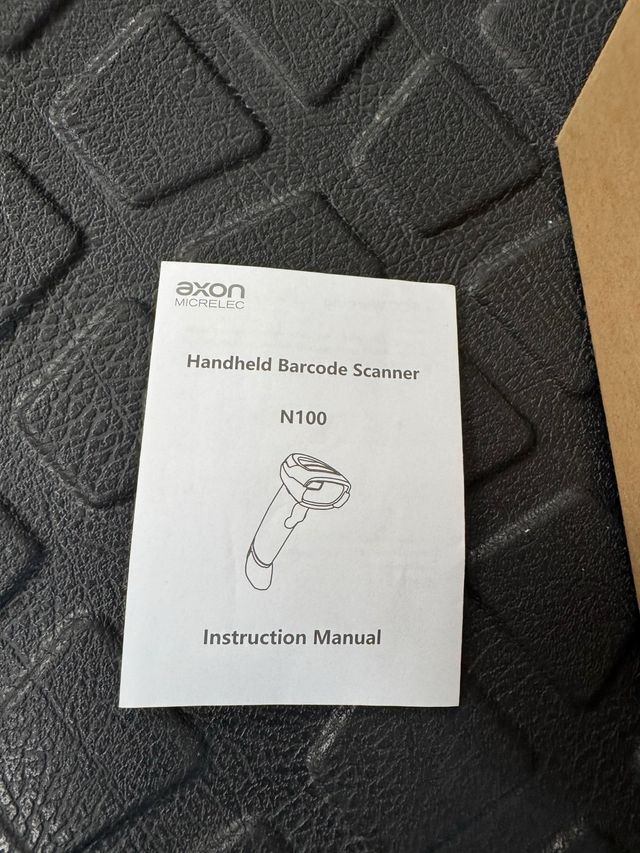 axon
MICRELEC
Handheld Barcode Scanner
N100
Instruction Manual